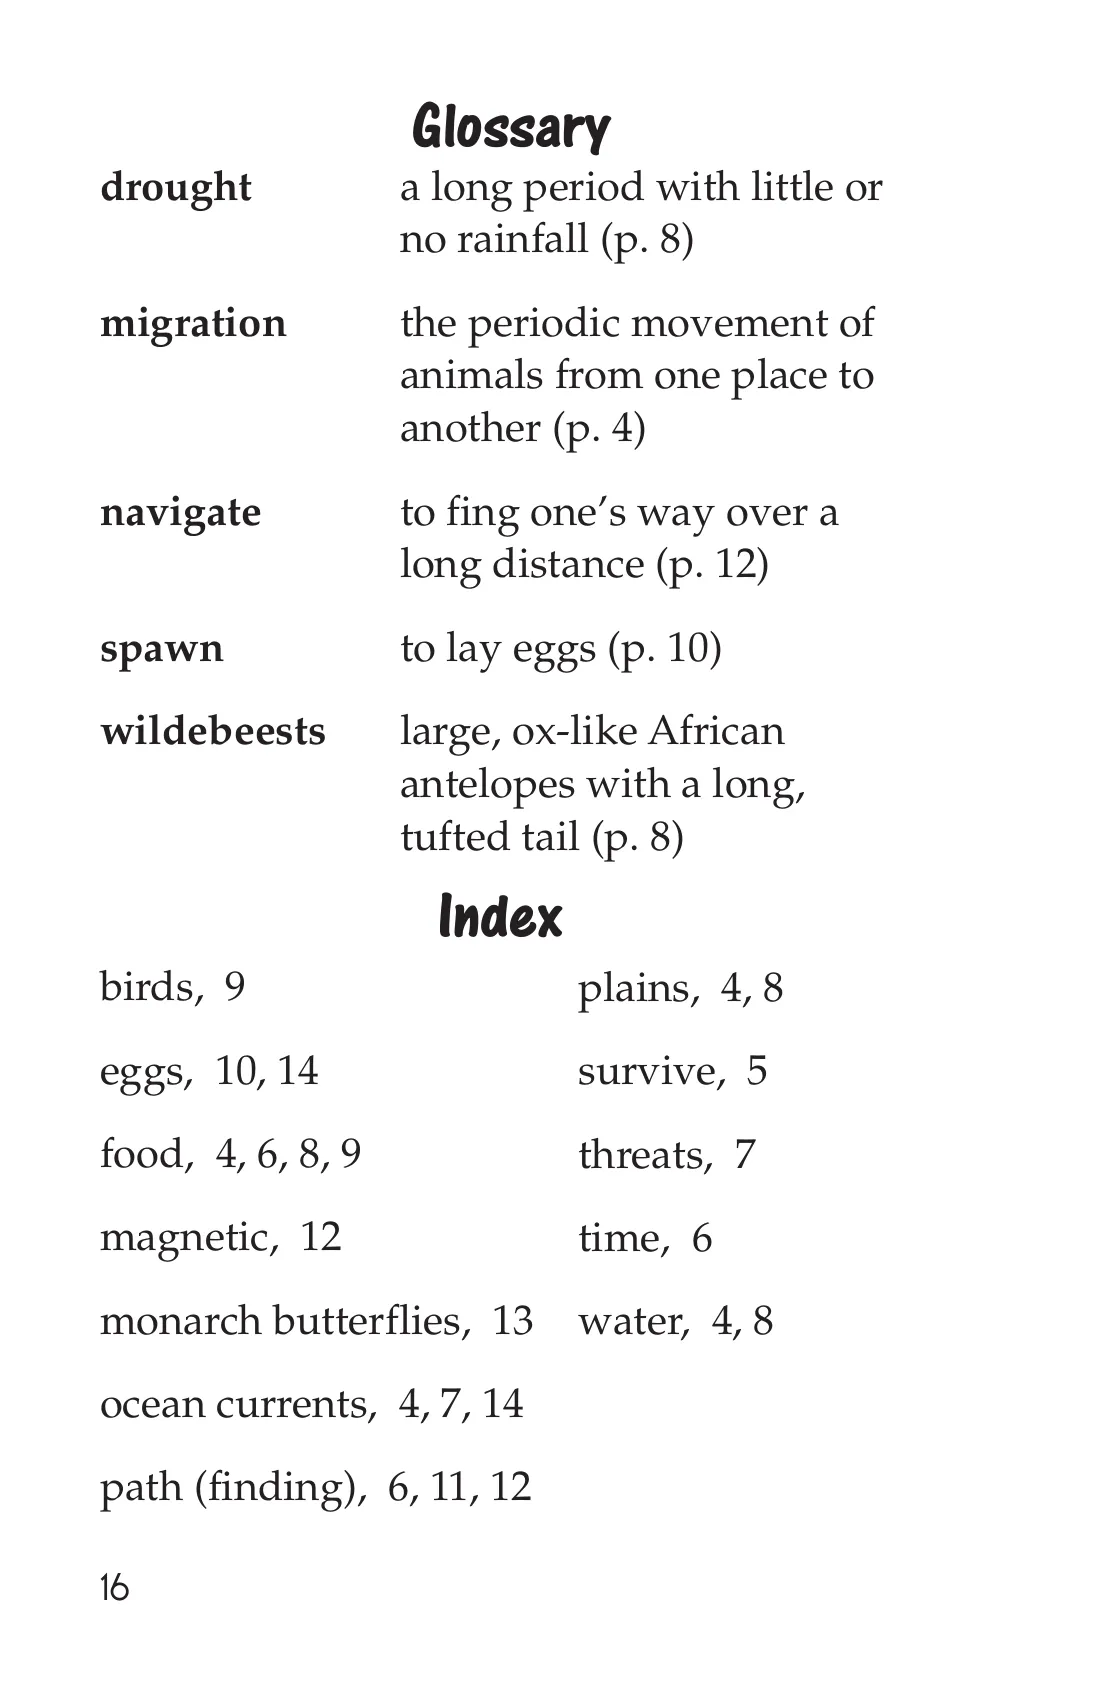 Glossary
drought a long period with little or
no rainfall (p. 8)
migration the periodic movement of
animals from one place to
another (p. 4)
navigate to fing one’s way over a
long distance (p. 12)
spawn to lay eggs (p. 10)
wildebeests large, ox-like African
antelopes with a long,
tufted tail (p. 8)
Index
birds, 9
eggs, 10, 14
food, 4, 6, 8, 9
magnetic, 12
monarch butterflies, 13
ocean currents, 4, 7, 14
path (finding), 6, 11, 12
plains, 4, 8
survive, 5
threats, 7
time, 6
water, 4, 8
16